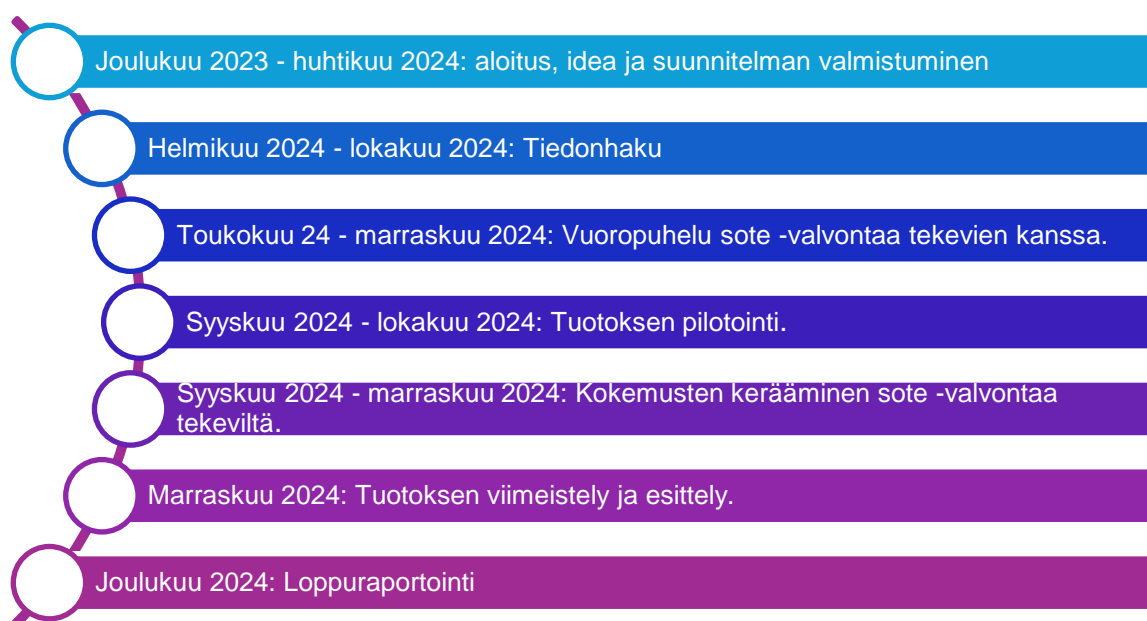 Joulukuu 2023 - huhtikuu 2024: aloitus, idea ja suunnitelman valmistuminen
Helmikuu 2024 - lokakuu 2024: Tiedonhaku
Toukokuu 24 - marraskuu 2024: Vuoropuhelu sote -valvontaa tekevien kanssa.
Syyskuu 2024 - lokakuu 2024: Tuotoksen pilotointi.
Syyskuu 2024 - marraskuu 2024: Kokemusten kerääminen sote -valvontaa
tekeviltä.
Marraskuu 2024: Tuotoksen viimeistely ja esittely.
Joulukuu 2024: Loppuraportointi